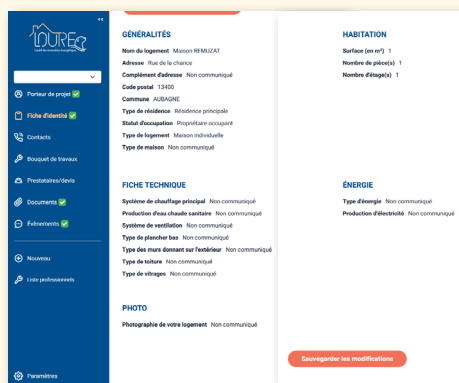 <<
LOUREC
Porteur de projet
Fiche d'identité
Contacts
Bouquet de travaux
Prestataires/devis
Documents
Évènements
Nouveau
Liste professionnels
Paramètres
GÉNÉRALITÉS
Nom du logement Maison REMUZAT
Adresse Rue de la chance
Complément d'adresse Non communiqué
Code postal 13400
Commune AUBAGNE
Type de résidence Résidence principale
Statut d'occupation Propriétaire occupant
Type de logement Maison individuelle
Type de maison Non communiqué
HABITATION
Surface (en m²) 1
Nombre de pièce(s) 1
Nombre d'étage(s) 1
FICHE TECHNIQUE
Système de chauffage principal Non communiqué
Production d'eau chaude sanitaire Non communiqué
Système de ventilation Non communiqué
Type de plancher bas Non communiqué
Type des murs donnant sur l'extérieur Non communiqué
Type de toiture Non communiqué
Type de vitrages Non communiqué
ÉNERGIE
Type d'énergie Non communiqué
Production d'électricité Non communiqué
PHOTO
Photographie de votre logement Non communiqué
Sauvegarder les modifications